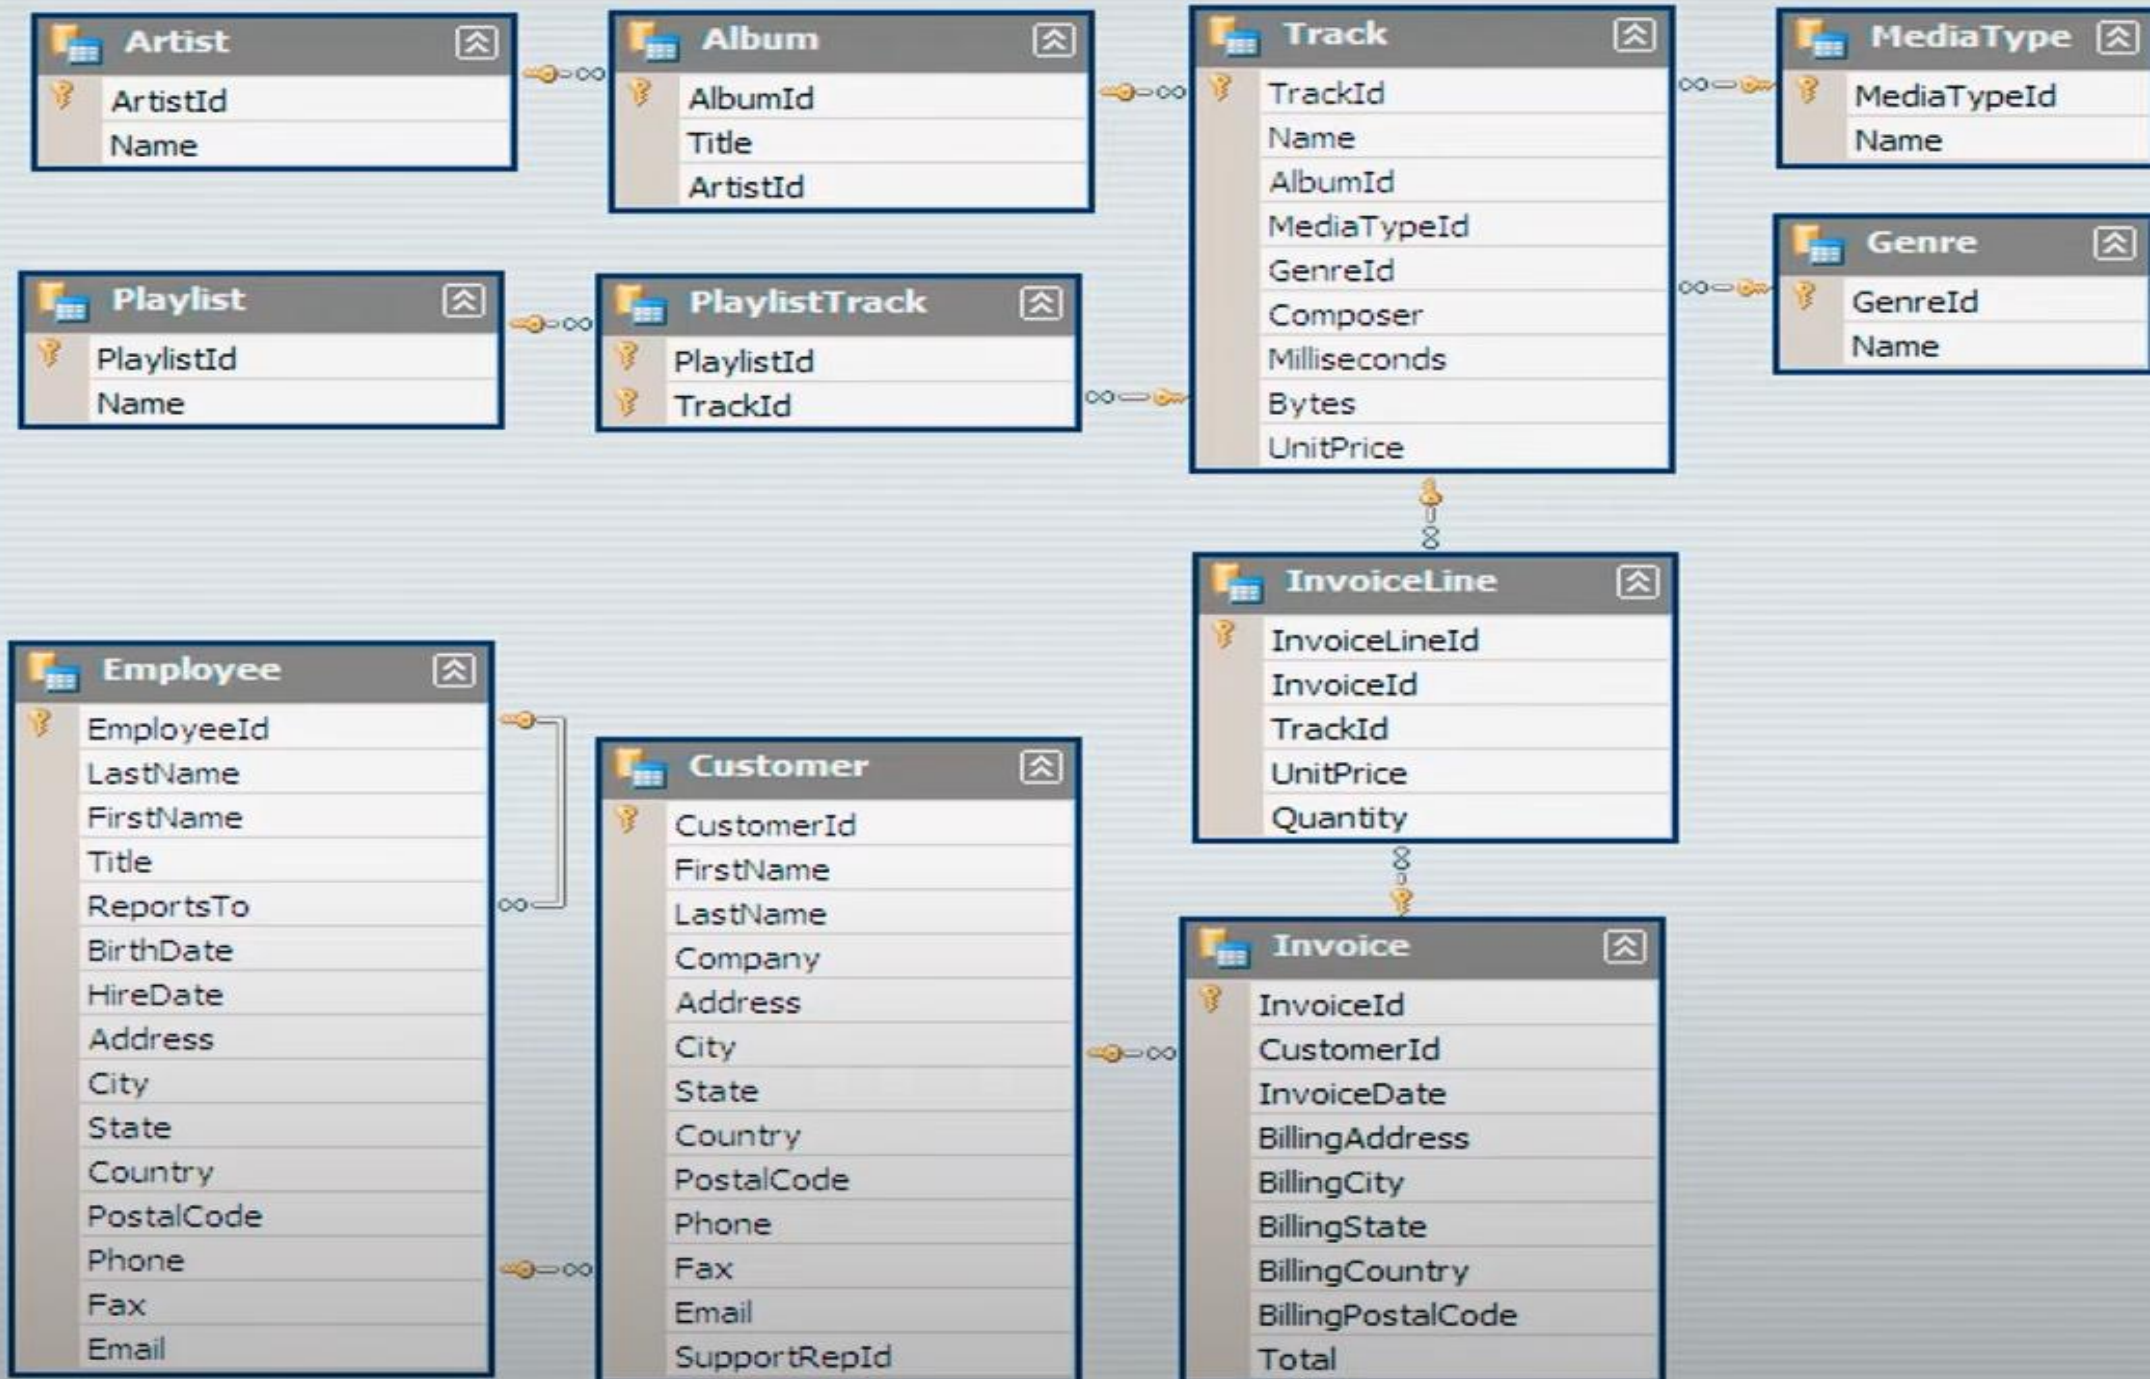 Artist
ArtistId
Name
Album
AlbumId
Title
ArtistId
Track
TrackId
Name
AlbumId
MediaTypeId
GenreId
Composer
Milliseconds
Bytes
UnitPrice
MediaType
MediaTypeId
Name
Genre
GenreId
Name
Playlist
PlaylistId
Name
PlaylistTrack
PlaylistId
TrackId
InvoiceLine
InvoiceLineId
InvoiceId
TrackId
UnitPrice
Quantity
Employee
EmployeeId
LastName
FirstName
Title
ReportsTo
BirthDate
HireDate
Address
City
State
Country
PostalCode
Phone
Fax
Email
Customer
CustomerId
FirstName
LastName
Company
Address
City
State
Country
PostalCode
Phone
Fax
Email
SupportRepId
Invoice
InvoiceId
CustomerId
InvoiceDate
BillingAddress
BillingCity
BillingState
BillingCountry
BillingPostalCode
Total